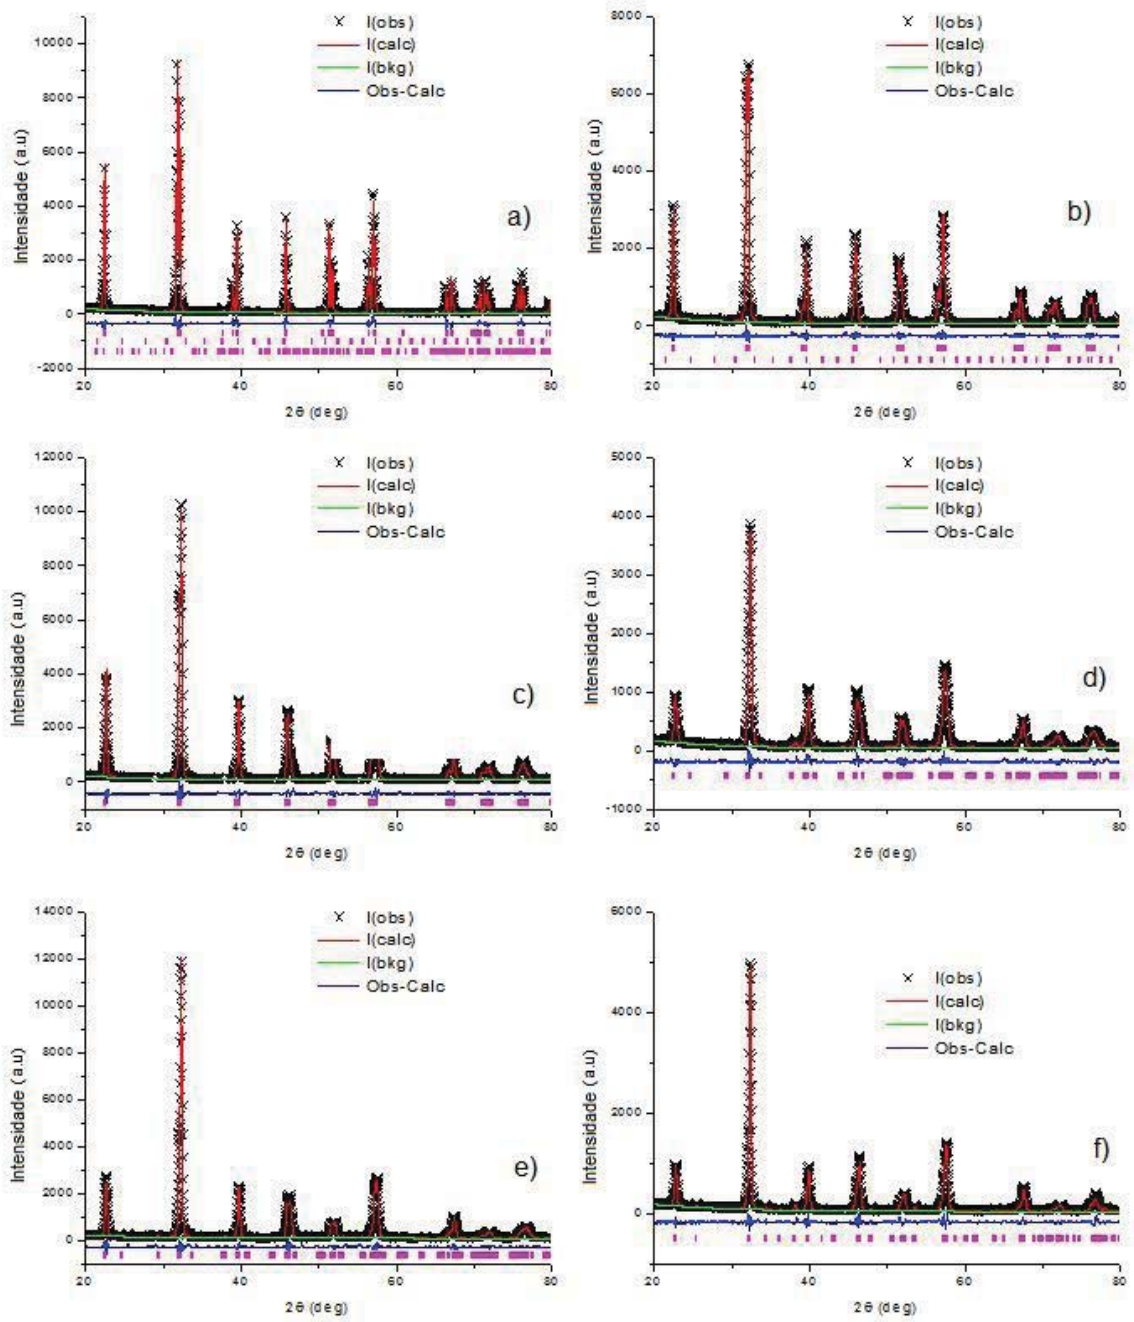 I(obs)
I(calc)
I(bkg)
Obs-Calc
10000
8000
6000
4000
2000
0
-2000
20
40
60
80
Intensidade (a.u)
2θ (deg)
a)
I(obs)
I(calc)
I(bkg)
Obs-Calc
8000
6000
4000
2000
0
20
40
60
80
Intensidade (a.u)
2θ (deg)
b)
I(obs)
I(calc)
I(bkg)
Obs-Calc
12000
10000
8000
6000
4000
2000
0
20
40
60
80
Intensidade (a.u)
2θ (deg)
c)
I(obs)
I(calc)
I(bkg)
Obs-Calc
5000
4000
3000
2000
1000
0
-1000
20
40
60
80
Intensidade (a.u)
2θ (deg)
d)
I(obs)
I(calc)
I(bkg)
Obs-Calc
14000
12000
10000
8000
6000
4000
2000
0
20
40
60
80
Intensidade (a.u)
2θ (deg)
e)
I(obs)
I(calc)
I(bkg)
Obs-Calc
6000
4000
2000
0
20
40
60
80
Intensidade (a.u)
2θ (deg)
f)